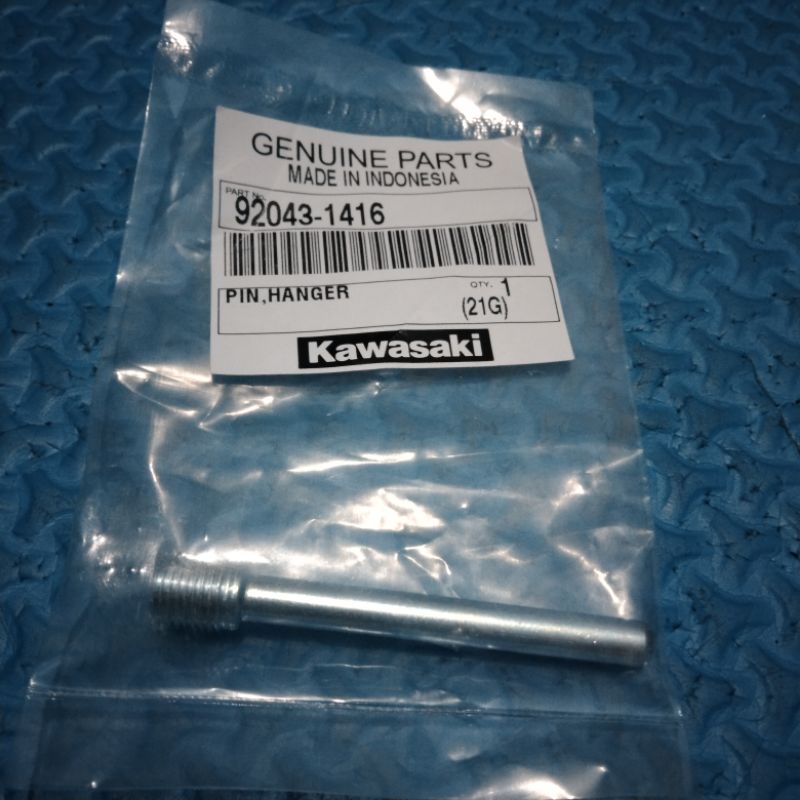 GENUINE PARTS
MADE IN INDONESIA
PART No.
92043-1416
PIN,HANGER
QTY. 1
(21G)
Kawasaki